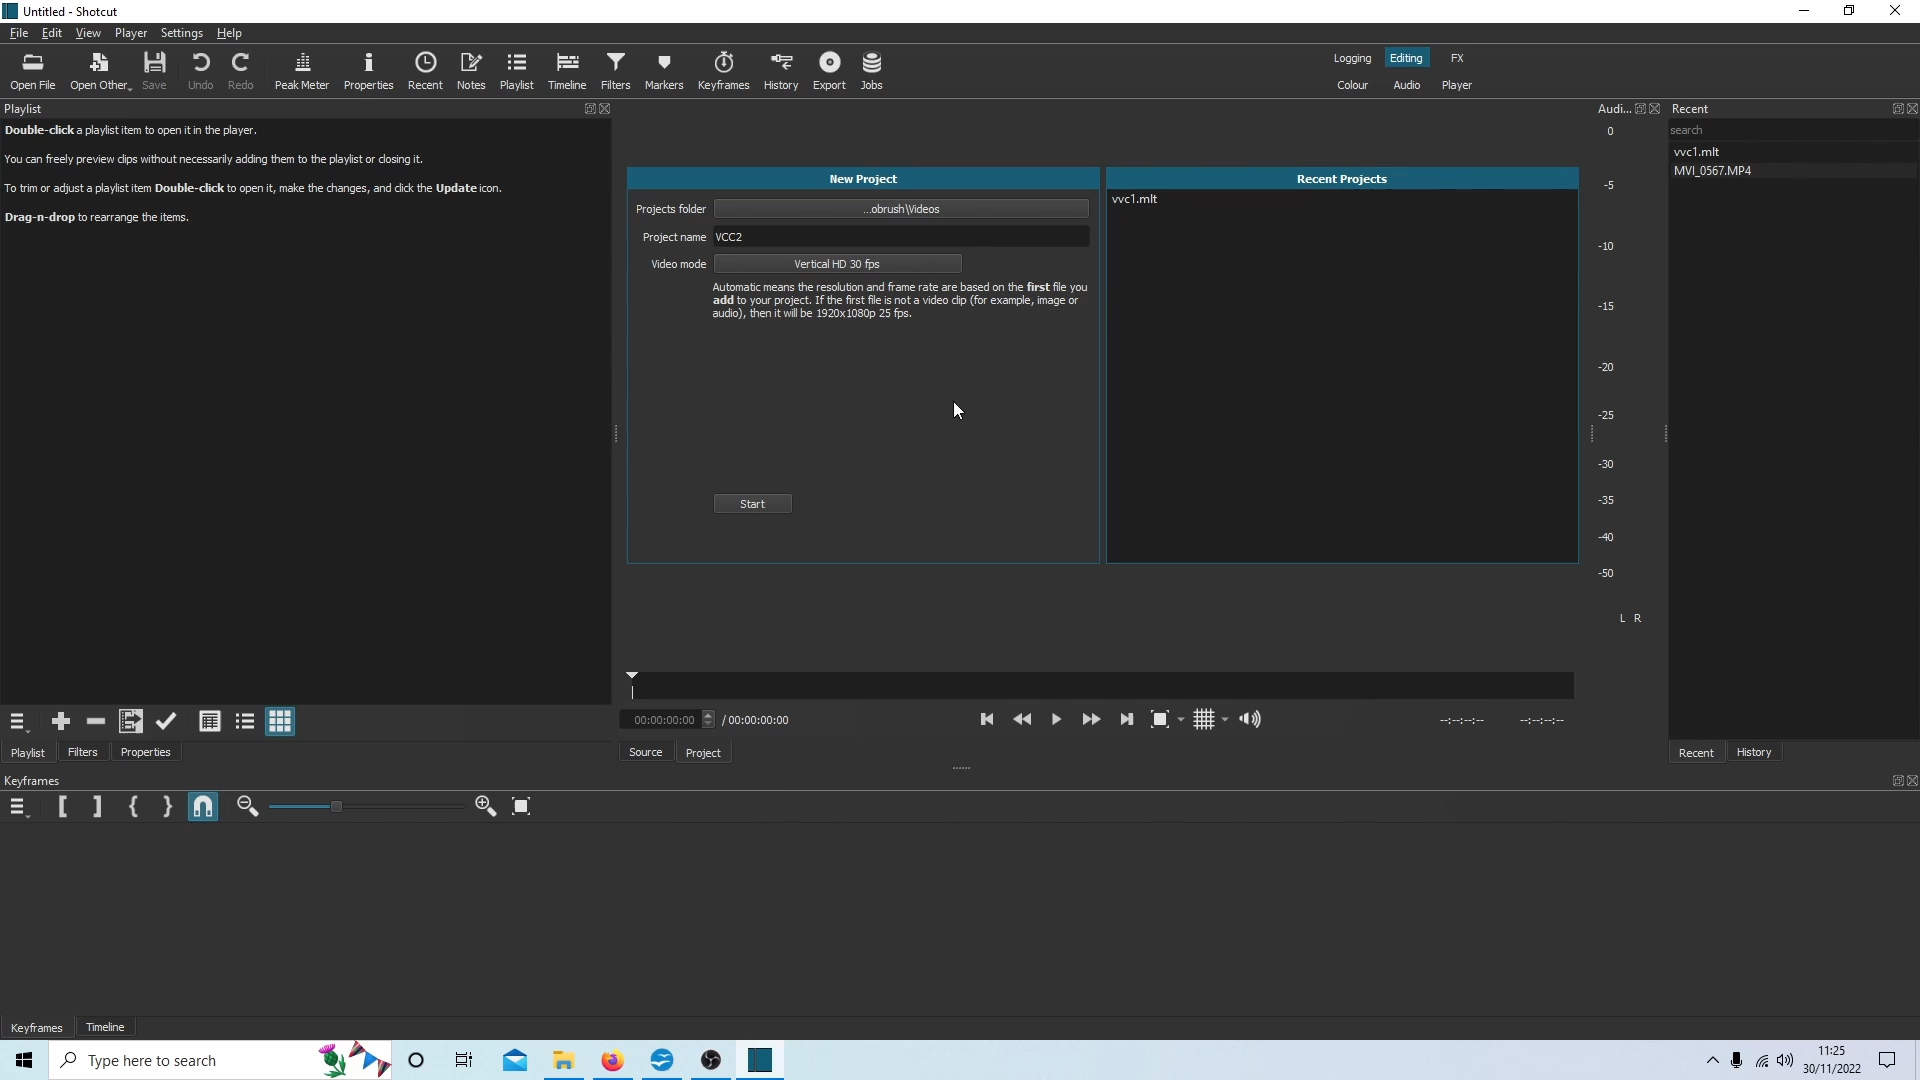 Untitled - Shotcut
File Edit View Player Settings Help
Open File Open Other... Save Undo Redo Peak Meter Properties Recent Notes Playlist Timeline Filters Markers Keyframes History Export Jobs
Logging Editing FX
Colour Audio Player
Playlist
Double-click a playlist item to open it in the player.
You can freely preview clips without necessarily adding them to the playlist or closing it.
To trim or adjust a playlist item Double-click to open it, make the changes, and click the Update icon.
Drag-n-drop to rearrange the items.
New Project
Projects folder ...obrush\Videos
Project name VCC2
Video mode Vertical HD 30 fps
Automatic means the resolution and frame rate are based on the first file you
add to your project. If the first file is not a video clip (for example, image or
audio), then it will be 1920x1080p 25 fps.
Start
Recent Projects
vvc1.mlt
Audi...
0
-5
-10
-15
-20
-25
-30
-35
-40
-50
L R
Recent
search
vvc1.mlt
MVI_0567.MP4
00:00:00:00 / 00:00:00:00
--:--:--:-- --:--:--:--
Playlist Filters Properties
Source Project
Recent History
Keyframes
Keyframes Timeline
Type here to search
11:25
30/11/2022